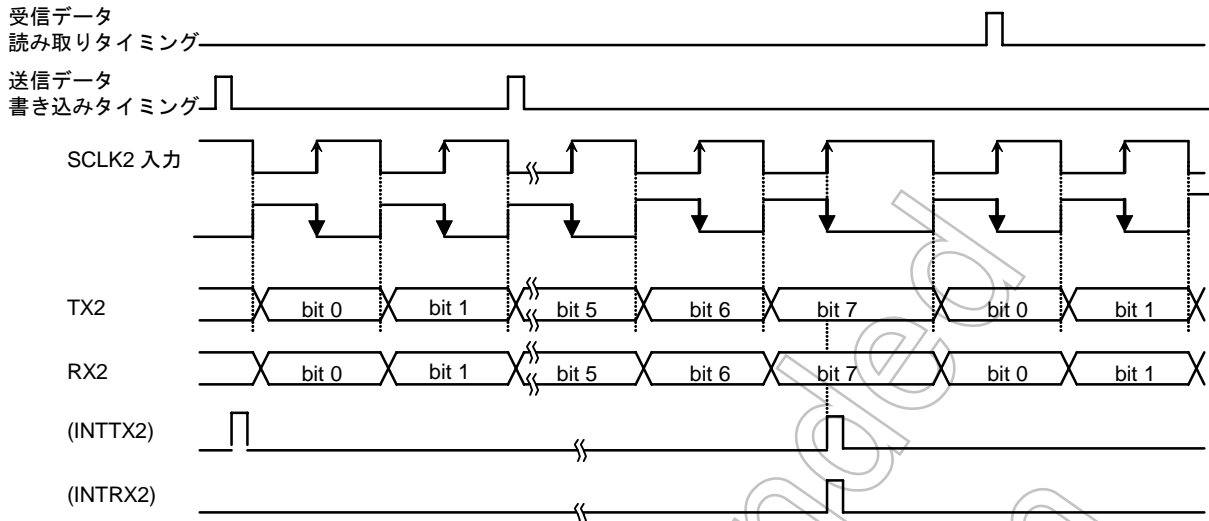 受信データ
読み取りタイミング
送信データ
書き込みタイミング
SCLK2 入力
TX2
bit 0 bit 1 bit 5 bit 6 bit 7 bit 0 bit 1
RX2
bit 0 bit 1 bit 5 bit 6 bit 7 bit 0 bit 1
(INTTX2)
(INTRX2)